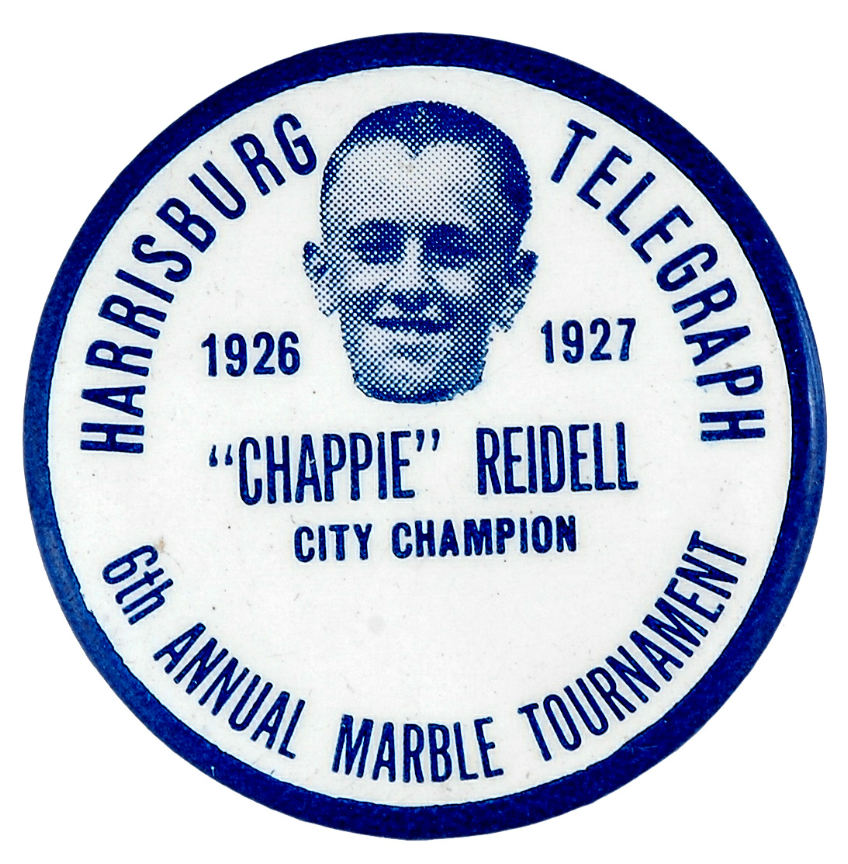 HARRISBURG TELEGRAPH
1926 1927
"CHAPPIE" REIDELL
CITY CHAMPION
6th ANNUAL MARBLE TOURNAMENT